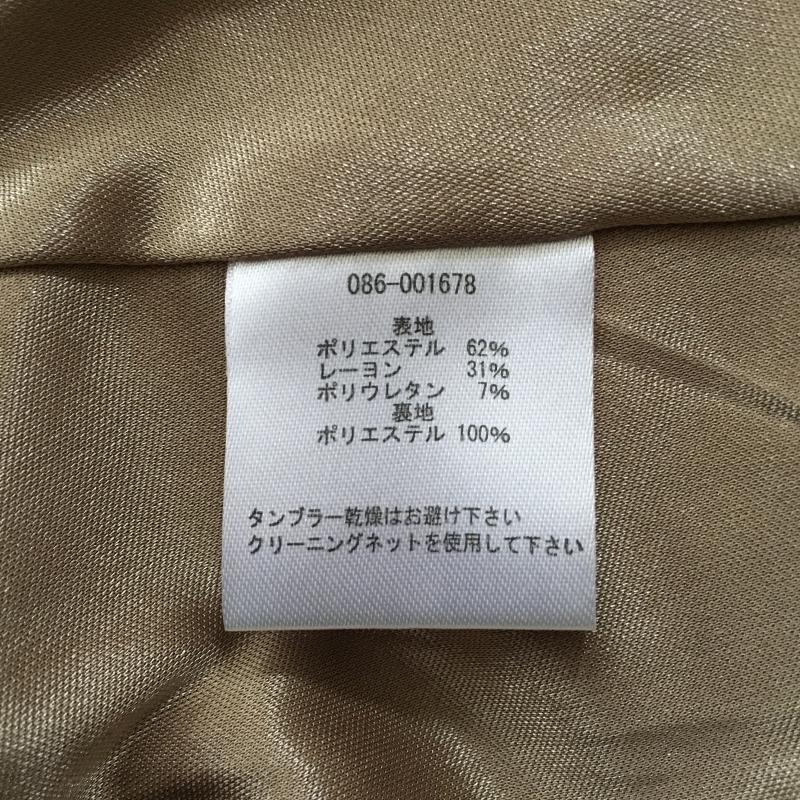 086-001678
表地
ポリエステル 62%
レーヨン 31%
ポリウレタン 7%
裏地
ポリエステル 100%
タンブラー乾燥はお避け下さい
クリーニングネットを使用して下さい